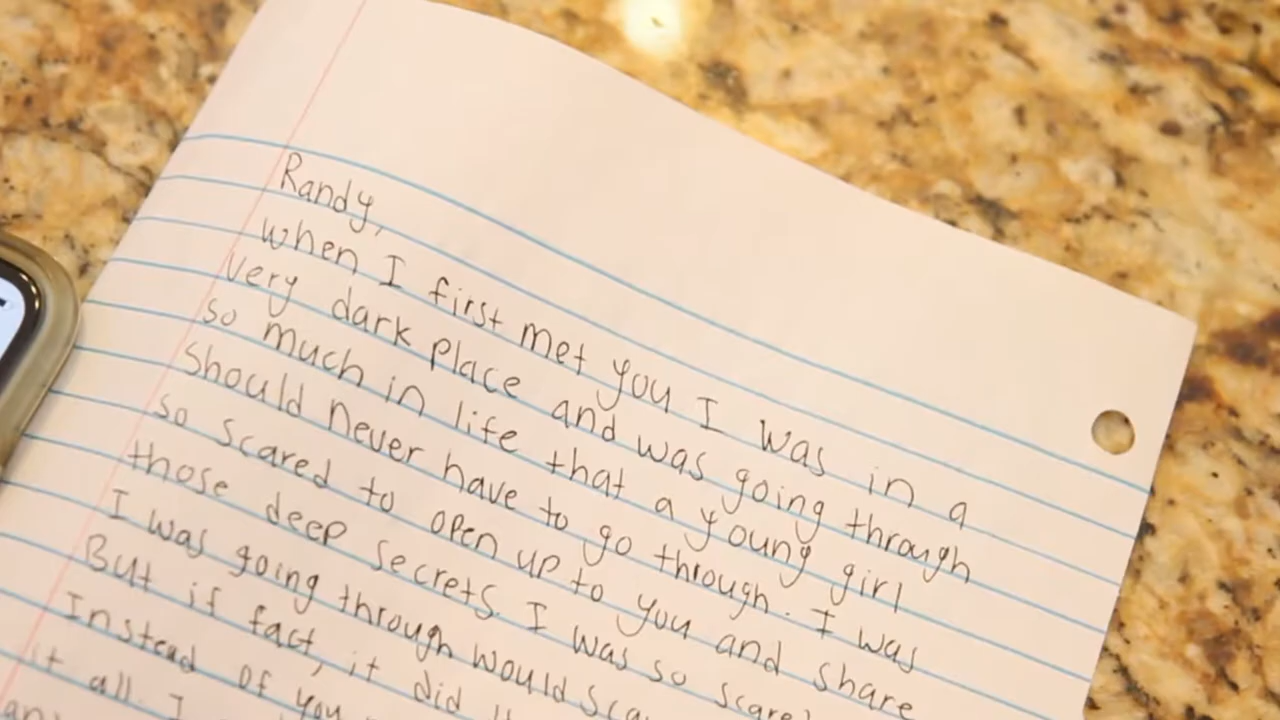 Randy,
when I first met you I was in a
very dark place and was going through
so much in life that a young girl
Should never have to go through. I was
so scared to open up to you and share
those deep secrets. I was so scared
I was going through would
But if fact, it did
Instead of you
it all. I